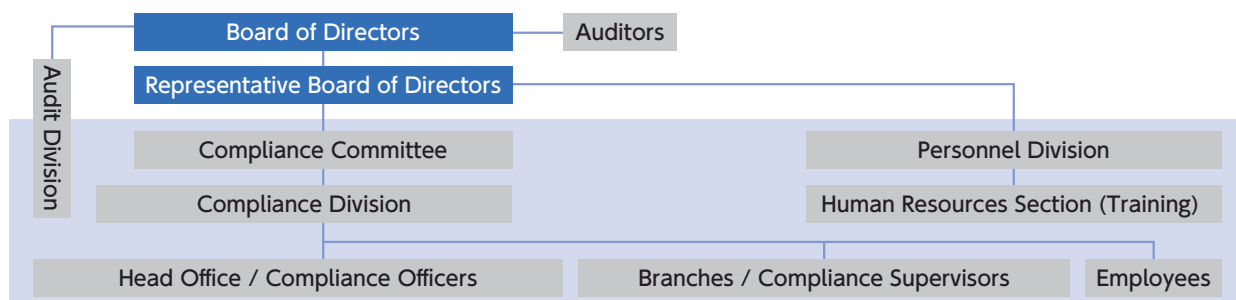 Board of Directors
Auditors
Representative Board of Directors
Audit Division
Compliance Committee
Personnel Division
Compliance Division
Human Resources Section (Training)
Head Office / Compliance Officers
Branches / Compliance Supervisors
Employees